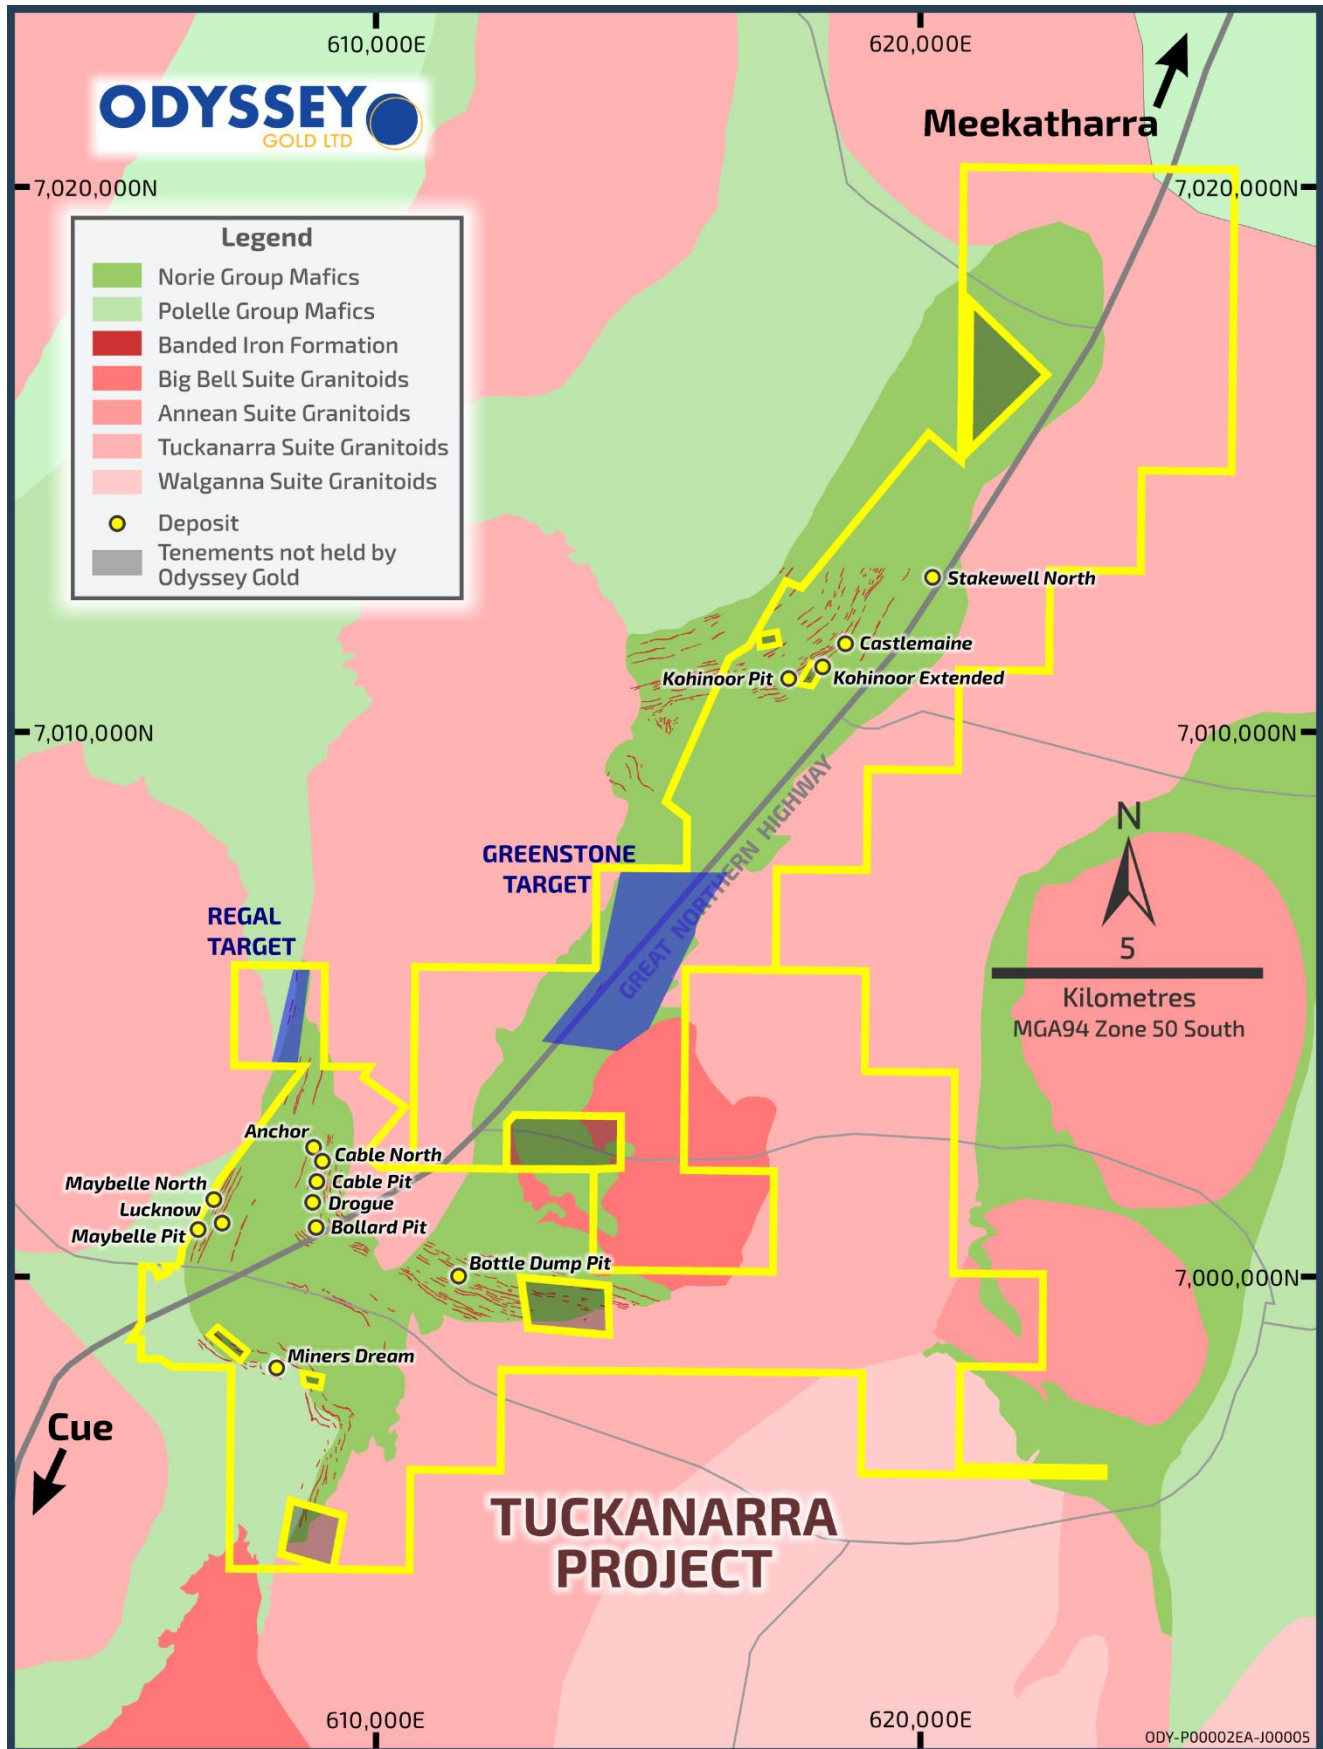 610,000E
620,000E
ODYSSEY
GOLD LTD
Meekatharra
7,020,000N
7,020,000N
Legend
Norie Group Mafics
Polelle Group Mafics
Banded Iron Formation
Big Bell Suite Granitoids
Annean Suite Granitoids
Tuckanarra Suite Granitoids
Walganna Suite Granitoids
Deposit
Tenements not held by
Odyssey Gold
Stakewell North
Castlemaine
Kohinoor Pit
Kohinoor Extended
7,010,000N
7,010,000N
GREAT NORTHERN HIGHWAY
N
5
Kilometres
MGA94 Zone 50 South
GREENSTONE
TARGET
REGAL
TARGET
Anchor
Cable North
Maybelle North
Cable Pit
Lucknow
Drogue
Maybelle Pit
Bollard Pit
Bottle Dump Pit
7,000,000N
Miners Dream
Cue
TUCKANARRA
PROJECT
610,000E
620,000E
ODY-P00002EA-J00005